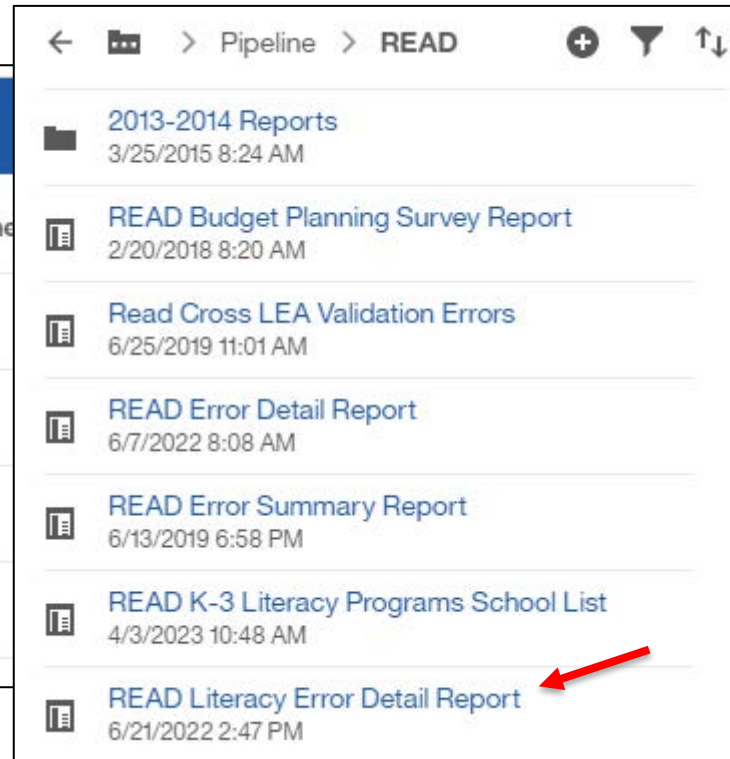 Pipeline > READ
2013-2014 Reports
3/25/2015 8:24 AM
READ Budget Planning Survey Report
2/20/2018 8:20 AM
Read Cross LEA Validation Errors
6/25/2019 11:01 AM
READ Error Detail Report
6/7/2022 8:08 AM
READ Error Summary Report
6/13/2019 6:58 PM
READ K-3 Literacy Programs School List
4/3/2023 10:48 AM
READ Literacy Error Detail Report
6/21/2022 2:47 PM